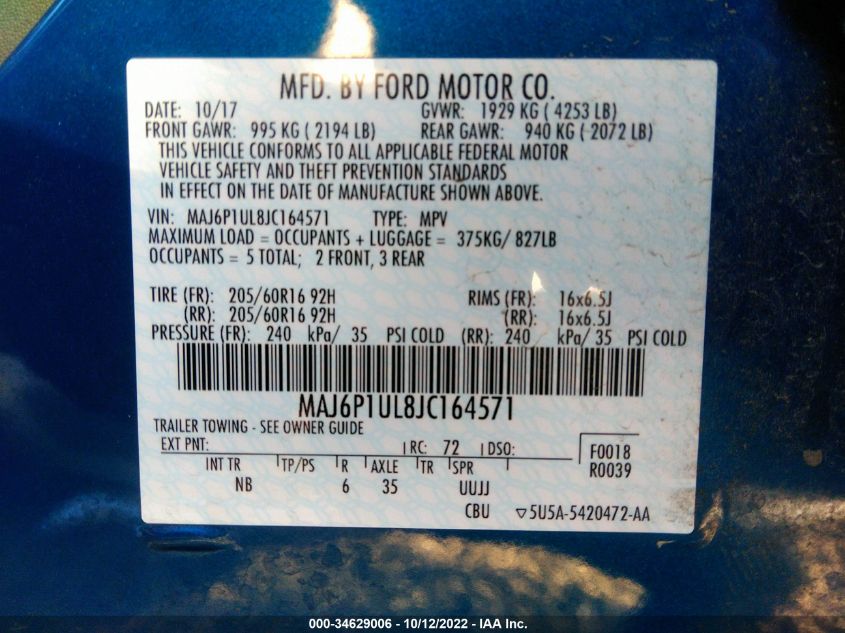 MFD. BY FORD MOTOR CO.
DATE: 10/17 GVWR: 1929 KG ( 4253 LB)
FRONT GAWR: 995 KG ( 2194 LB) REAR GAWR: 940 KG ( 2072 LB)
THIS VEHICLE CONFORMS TO ALL APPLICABLE FEDERAL MOTOR
VEHICLE SAFETY AND THEFT PREVENTION STANDARDS
IN EFFECT ON THE DATE OF MANUFACTURE SHOWN ABOVE.
VIN: MAJ6P1UL8JC164571 TYPE: MPV
MAXIMUM LOAD = OCCUPANTS + LUGGAGE = 375KG/ 827LB
OCCUPANTS = 5 TOTAL; 2 FRONT, 3 REAR
TIRE (FR): 205/60R16 92H RIMS (FR): 16x6.5J
(RR): 205/60R16 92H (RR): 16x6.5J
PRESSURE (FR): 240 kPa/ 35 PSI COLD (RR): 240 kPa/ 35 PSI COLD
MAJ6P1UL8JC164571
TRAILER TOWING - SEE OWNER GUIDE
EXT PNT: RC: 72 DSO: F0018
R0039
INT TR TP/PS R AXLE TR SPR
NB 6 35 UUJJ
CBU ▽5U5A-5420472-AA
000-34629006 - 10/12/2022 - IAA Inc.